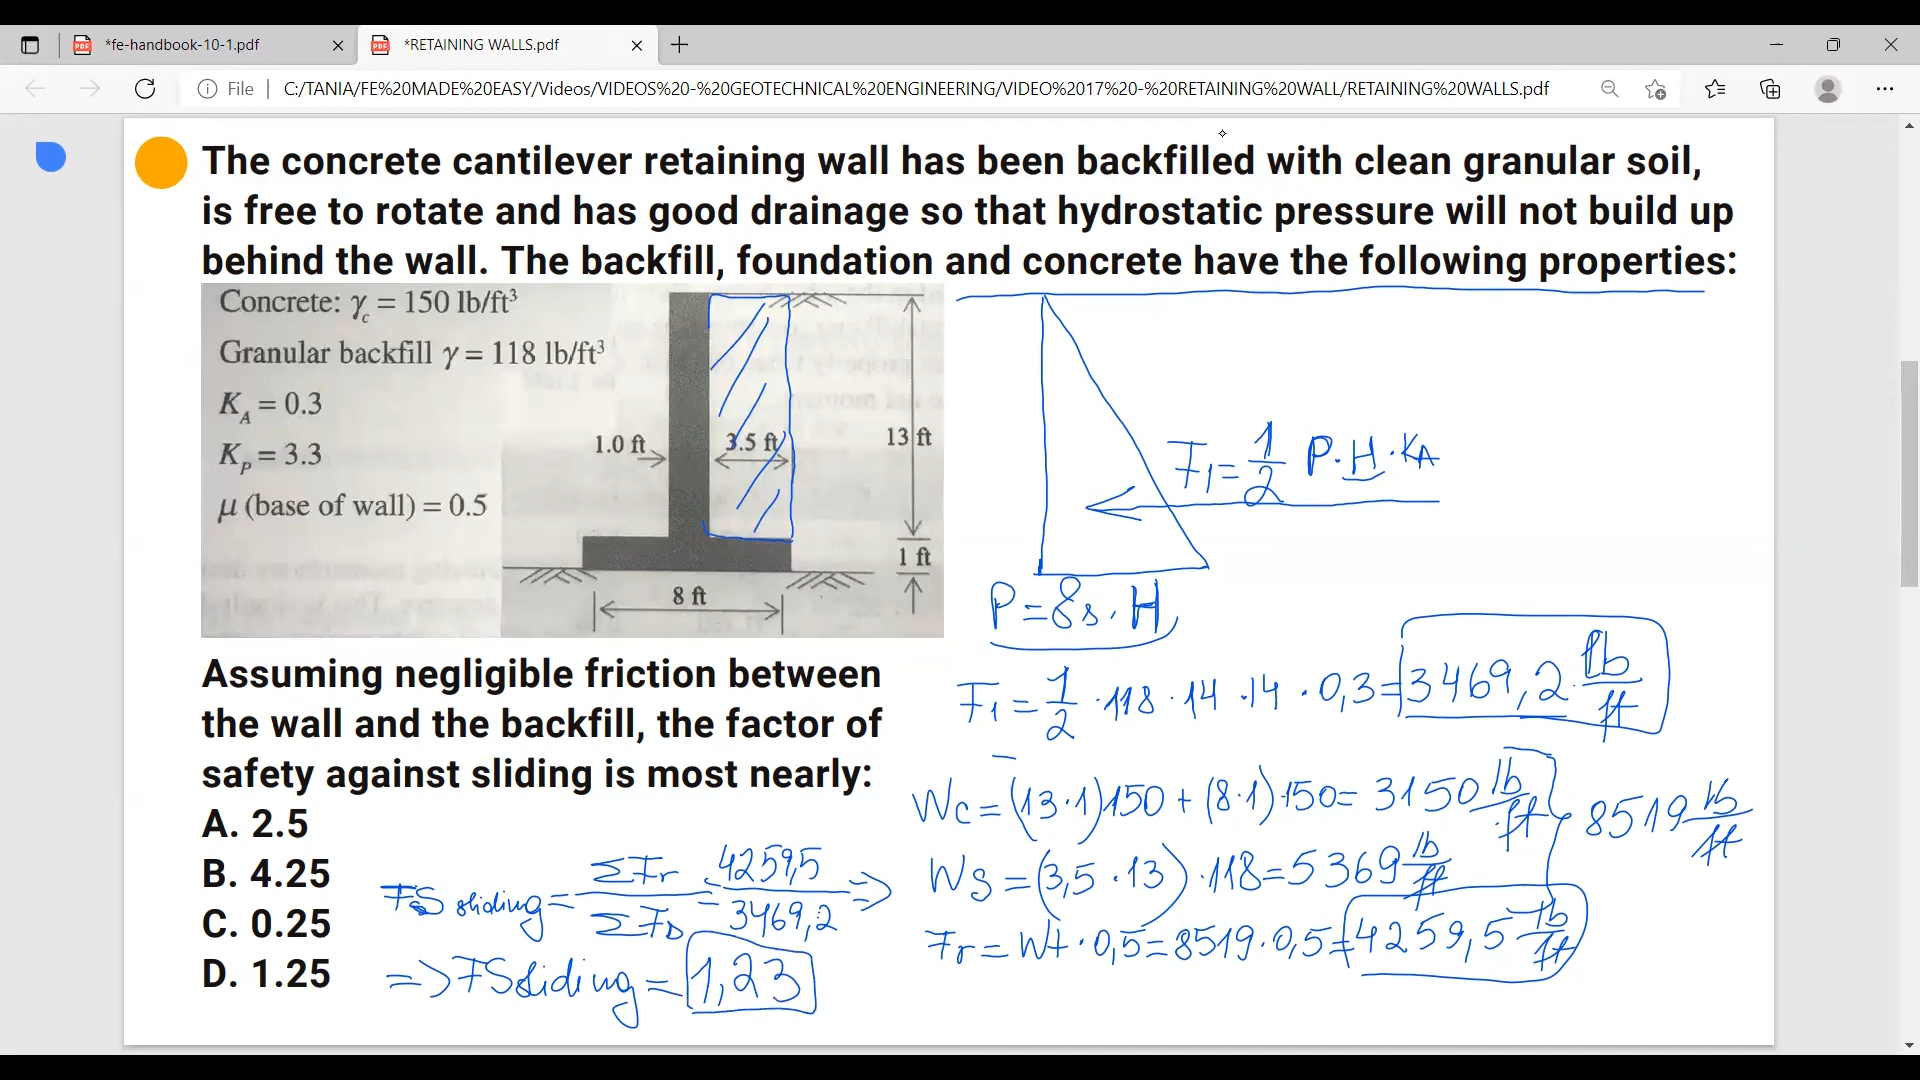 *fe-handbook-10-1.pdf
*RETAINING WALLS.pdf
File | C:/TANIA/FE%20MADE%20EASY/Videos/VIDEOS%20-%20GEOTECHNICAL%20ENGINEERING/VIDEO%2017%20-%20RETAINING%20WALL/RETAINING%20WALLS.pdf
The concrete cantilever retaining wall has been backfilled with clean granular soil,
is free to rotate and has good drainage so that hydrostatic pressure will not build up
behind the wall. The backfill, foundation and concrete have the following properties:
Concrete: γc = 150 lb/ft³
Granular backfill γ = 118 lb/ft³
KA = 0.3
Kp = 3.3
μ (base of wall) = 0.5
1.0 ft
3.5 ft
13 ft
1 ft
8 ft
F1 = 1/2 P · H · KA
P = γs · H
F1 = 1/2 · 118 · 14 · 14 · 0,3 = 3469,2 lb/ft
Wc = (13·1)150 + (8·1)·150 = 3150 lb/ft
8519 lb/ft
Ws = (3,5 · 13) · 118 = 5369 lb/ft
Fr = Wt · 0,5 = 8519 · 0,5 = 4259,5 lb/ft
Assuming negligible friction between
the wall and the backfill, the factor of
safety against sliding is most nearly:
A. 2.5
B. 4.25
C. 0.25
D. 1.25
FS sliding = ΣFr / ΣFD = 4259,5 / 3469,2 =>
=> FSsliding = 1,23